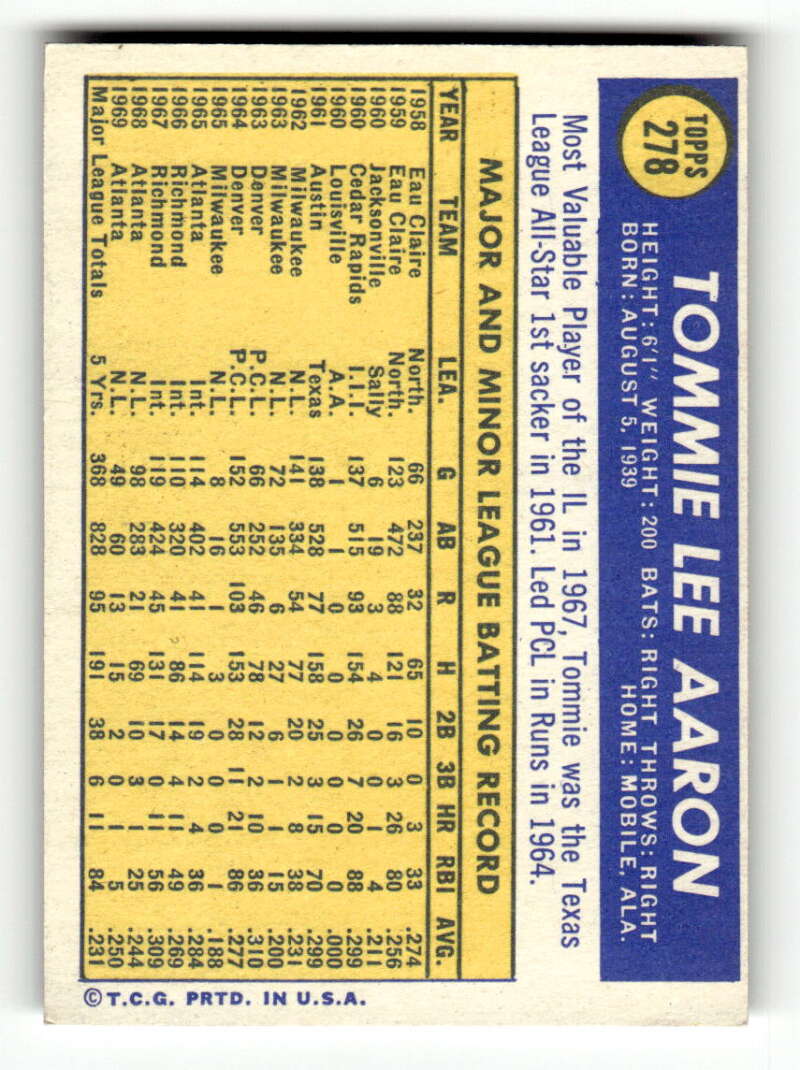 TOPPS
278
TOMMIE LEE AARON
HEIGHT: 6'1" WEIGHT: 200 BATS: RIGHT THROWS: RIGHT
BORN: AUGUST 5, 1939 HOME: MOBILE, ALA.
Most Valuable Player of the IL in 1967, Tommie was the Texas
League All-Star 1st sacker in 1961. Led PCL in Runs in 1964.
MAJOR AND MINOR LEAGUE BATTING RECORD
YEAR TEAM LEA. G AB R H 2B 3B HR RBI AVG.
1958 Eau Claire North. 66 237 32 65 10 0 3 33 .274
1959 Eau Claire North. 123 472 88 121 16 3 26 80 .256
1960 Jacksonville Sally 6 19 3 4 0 0 1 4 .211
1960 Cedar Rapids I.I.I. 137 515 93 154 26 7 20 88 .299
1960 Louisville A.A. 1 1 0 0 0 0 0 0 .000
1961 Austin Texas 138 528 77 158 25 3 15 70 .299
1962 Milwaukee N.L. 141 334 54 77 20 2 8 38 .231
1963 Milwaukee N.L. 72 135 6 27 6 1 1 15 .200
1963 Denver P.C.L. 66 252 46 78 12 2 10 36 .310
1964 Denver P.C.L. 152 553 103 153 28 11 21 86 .277
1965 Milwaukee N.L. 8 16 1 3 0 0 0 1 .188
1965 Atlanta Int. 114 402 41 114 19 2 4 36 .284
1966 Richmond Int. 110 320 41 86 14 4 11 49 .269
1967 Richmond Int. 119 424 45 131 17 0 11 56 .309
1968 Atlanta N.L. 98 283 21 69 10 3 1 25 .244
1969 Atlanta N.L. 49 60 13 15 2 0 1 5 .250
Major League Totals 5 Yrs. 368 828 95 191 38 6 11 84 .231
©T.C.G. PRTD. IN U.S.A.